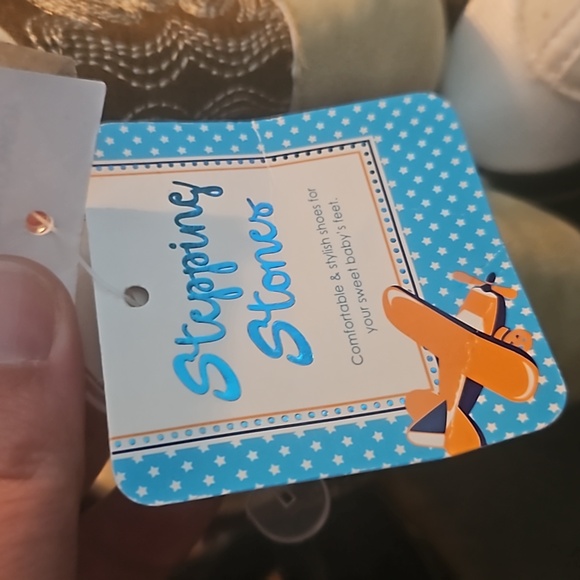 Stepping
Stones
Comfortable & stylish shoes for
your sweet baby's feet.